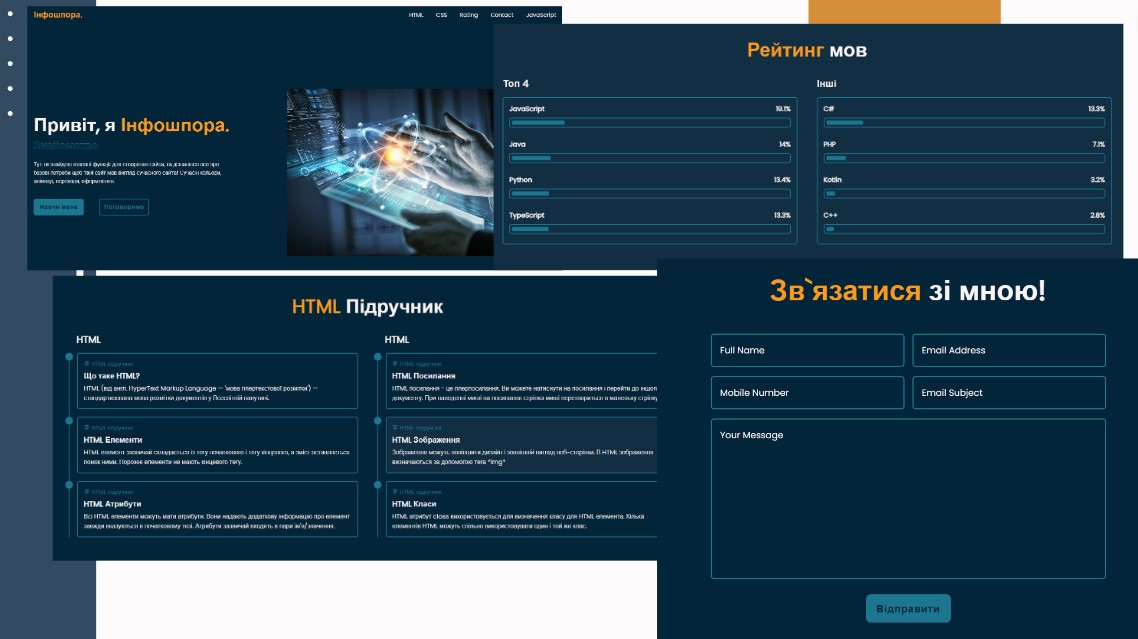 Інфошпора.
HTML CSS Rating Contact JavaScript
Привіт, я Інфошпора.
Знайомство
Тут ти знайдеш основні функції для створення сайта, та дізнаєшся все про
базові потреби щоб твій сайт мав вигляд сучасного сайта! Сучасні кольори,
анімації, переходи, оформлення.
Навчи мене Поговоримо
Рейтинг мов
Топ 4
JavaScript 19.1%
Java 14%
Python 13.4%
TypeScript 13.3%
Інші
C# 13.3%
PHP 7.1%
Kotlin 3.2%
C++ 2.8%
HTML Підручник
HTML
HTML підручник
Що таке HTML?
HTML (від англ. HyperText Markup Language — 'мова гіпертекстової розмітки') —
стандартизована мова розмітки документів у Всесвітній павутині.
HTML підручник
HTML Елементи
HTML елемент зазвичай складається із тегу початкового і тегу кінцевого, а зміст вставляється
поміж ними. Порожні елементи не мають кінцевого тегу.
HTML підручник
HTML Атрибути
Всі HTML елементи можуть мати атрибути. Вони надають додаткову інформацію про елемент
завжди вказується в початковому тезі. Атрибути зазвичай входять в пари ім'я/значення.
HTML
HTML підручник
HTML Посилання
HTML посилання - це гіперпосилання. Ви можете натиснути на посилання і перейти до іншого
документу. При наведенні миші на посилання стрілка миші перетвориться в маленьку
HTML підручник
HTML Зображення
Зображення можуть поліпшити дизайн і зовнішній вигляд веб-сторінки. В HTML зображення
визначаються за допомогою тега "img"
HTML підручник
HTML Класи
HTML атрибут class використовується для визначення класу для HTML елемента. Кілька
елементів HTML можуть спільно використовувати один і той же клас.
Зв`язатися зі мною!
Full Name Email Address
Mobile Number Email Subject
Your Message
Відправити